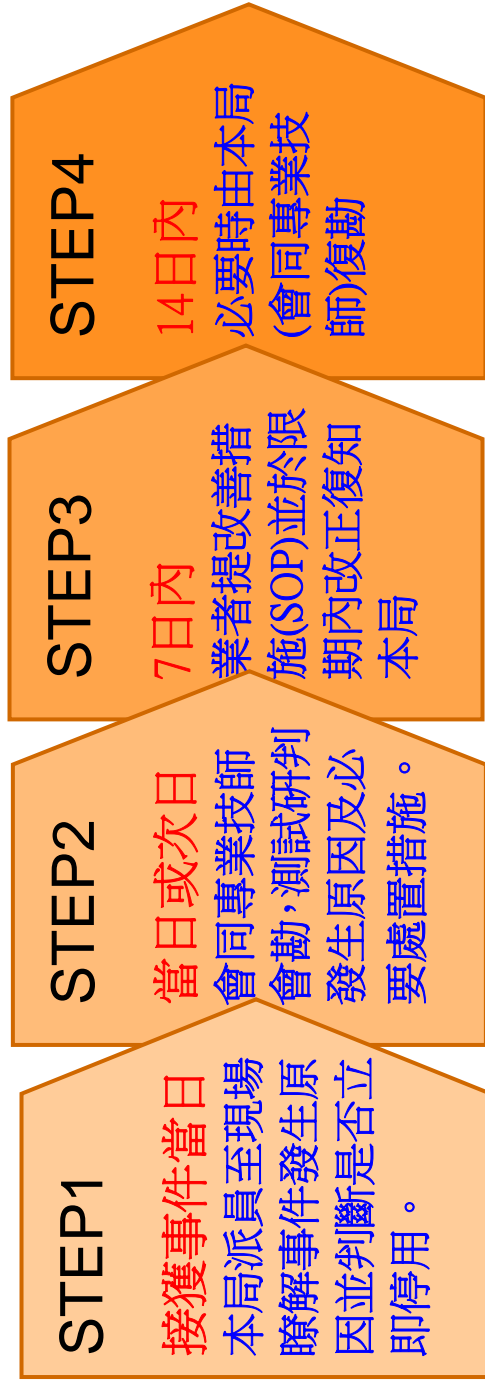 STEP1
接獲事件當日
本局派員至現場
瞭解事件發生原
因並判斷是否立
即停用。
STEP2
當日或次日
會同專業技師
會勘,測試研判
發生原因及必
要處置措施。
STEP3
7日內
業者提改善措
施(SOP)並於限
期內改正復知
本局
STEP4
14日內
必要時由本局
(會同專業技
師)復勘